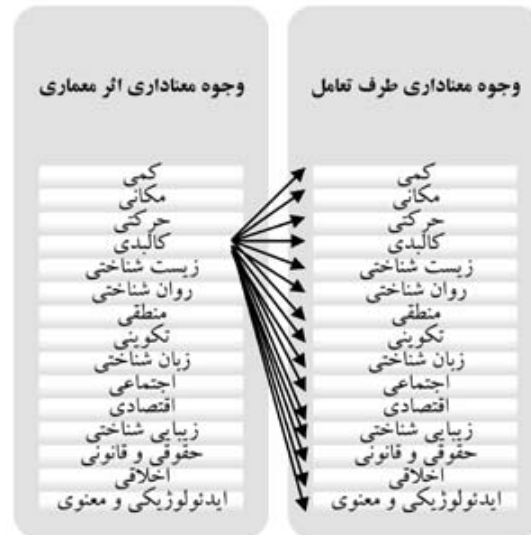 وجوه معناداری طرف تعامل
کمی
مکانی
حرکتی
کالبدی
زیست شناختی
روان شناختی
منطقی
تکوینی
زبان شناختی
اجتماعی
اقتصادی
زیبایی شناختی
حقوقی و قانونی
اخلاقی
ایدئولوژیکی و معنوی
وجوه معناداری اثر معماری
کمی
مکانی
حرکتی
کالبدی
زیست شناختی
روان شناختی
منطقی
تکوینی
زبان شناختی
اجتماعی
اقتصادی
زیبایی شناختی
حقوقی و قانونی
اخلاقی
ایدئولوژیکی و معنوی